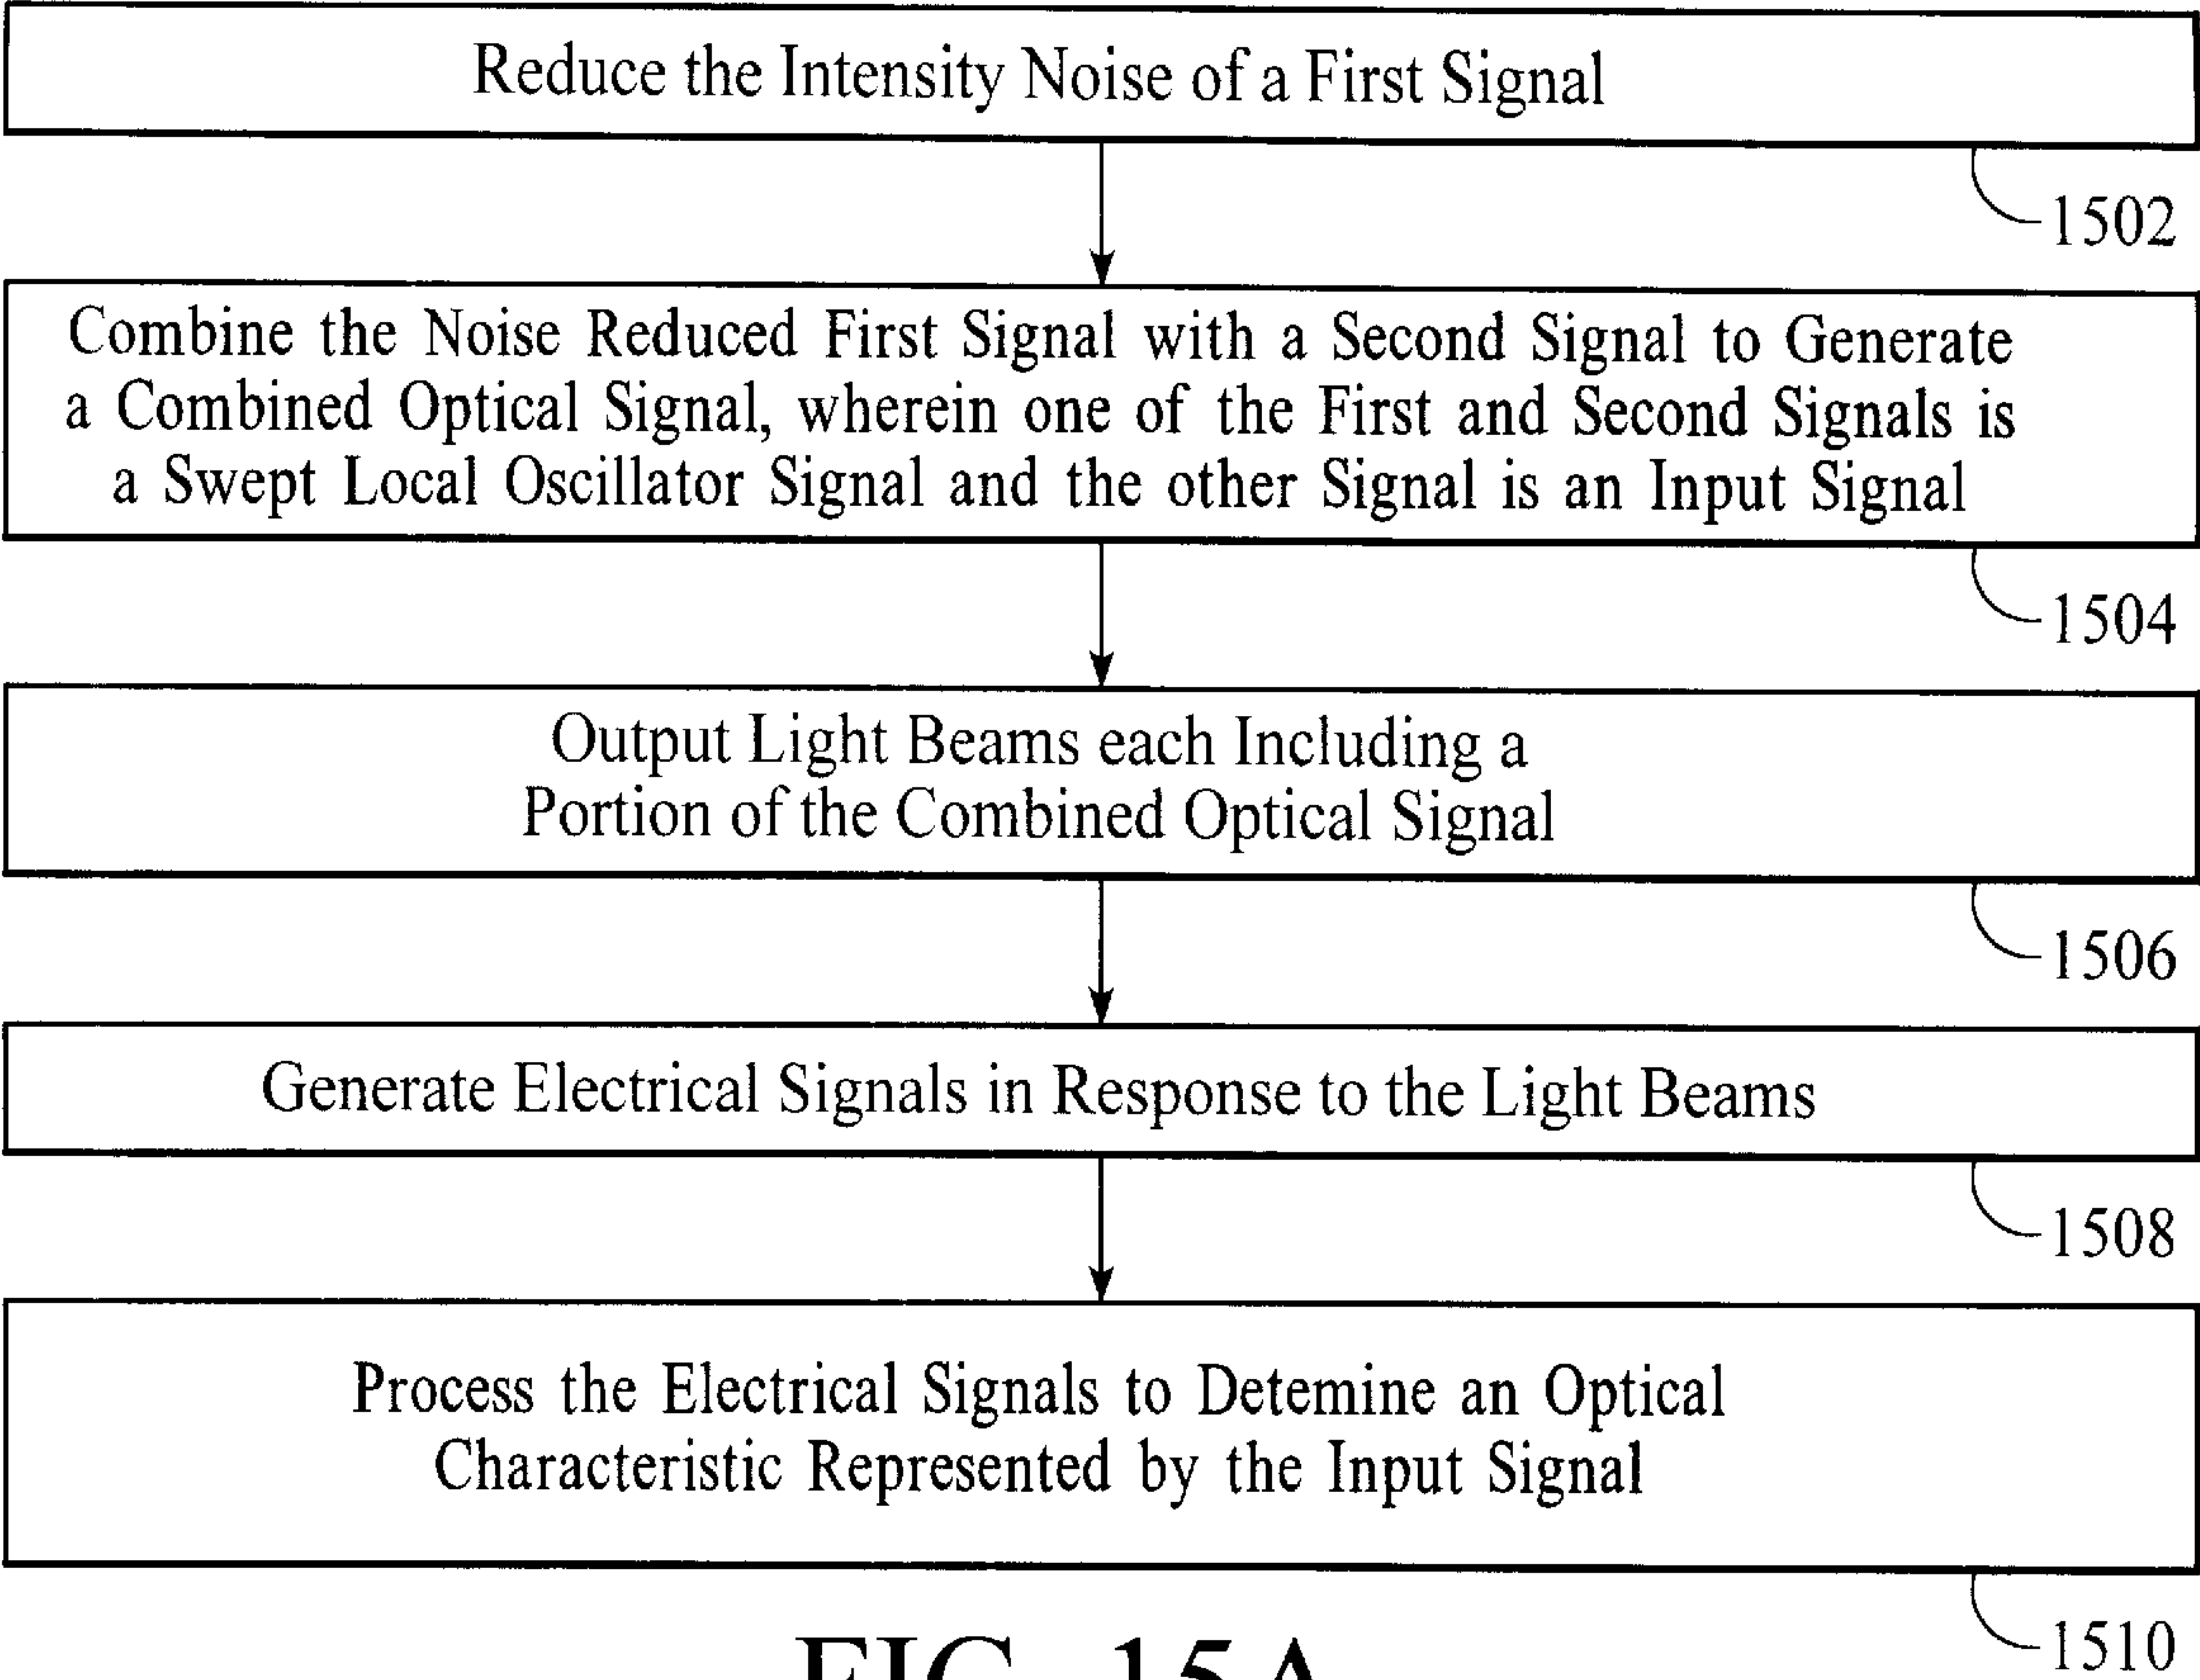 Reduce the Intensity Noise of a First Signal
1502
Combine the Noise Reduced First Signal with a Second Signal to Generate
a Combined Optical Signal, wherein one of the First and Second Signals is
a Swept Local Oscillator Signal and the other Signal is an Input Signal
1504
Output Light Beams each Including a
Portion of the Combined Optical Signal
1506
Generate Electrical Signals in Response to the Light Beams
1508
Process the Electrical Signals to Detemine an Optical
Characteristic Represented by the Input Signal
1510
FIG. 15A